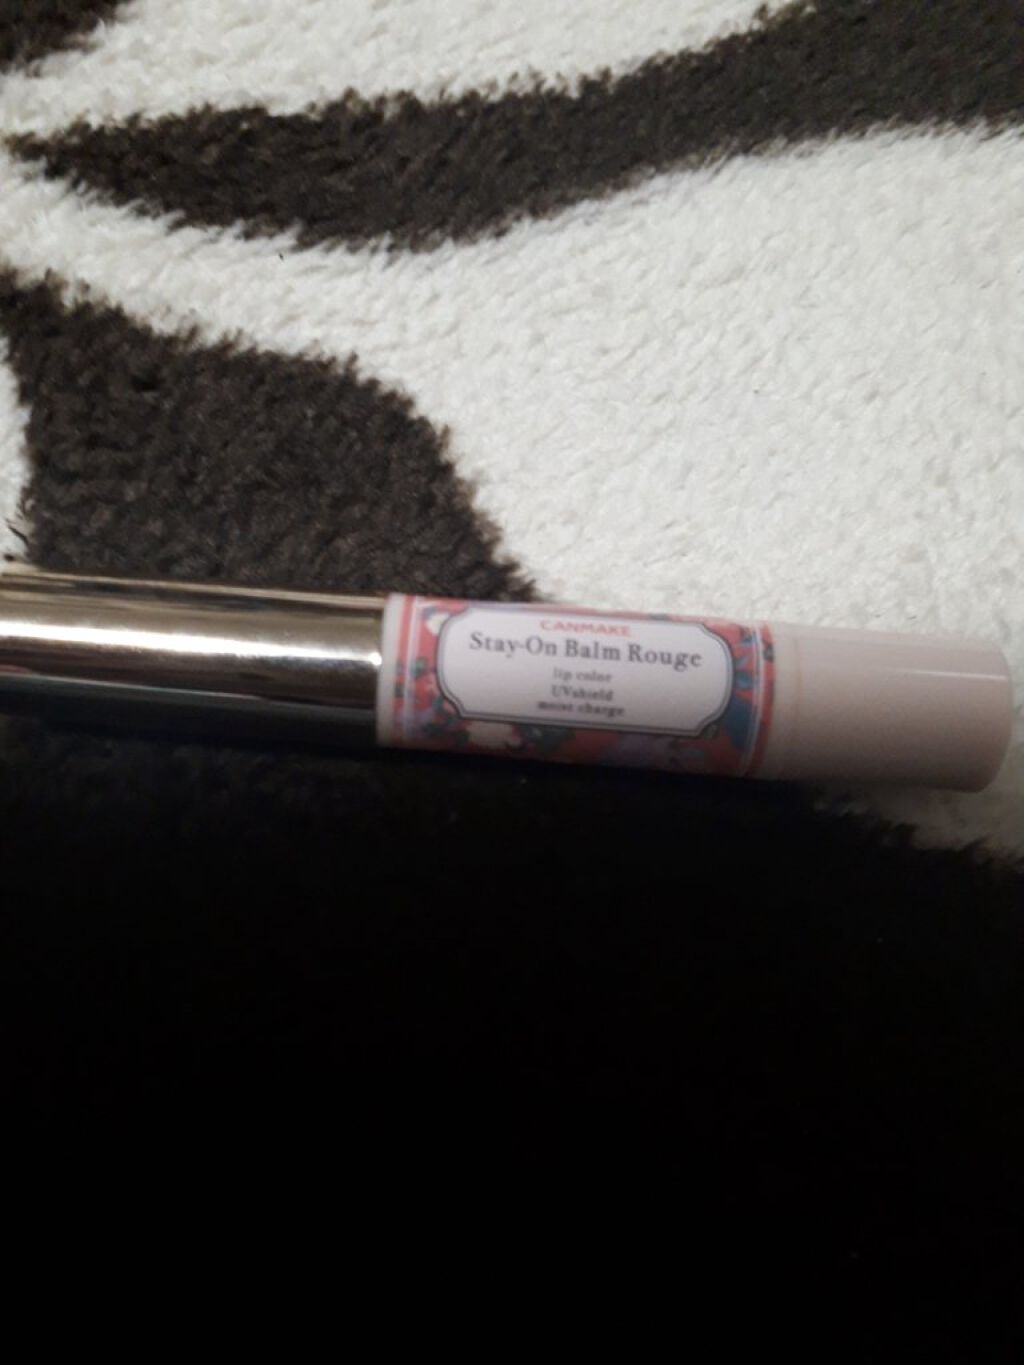 CANMAKE
Stay-On Balm Rouge
lip color
UVshield
moist charge